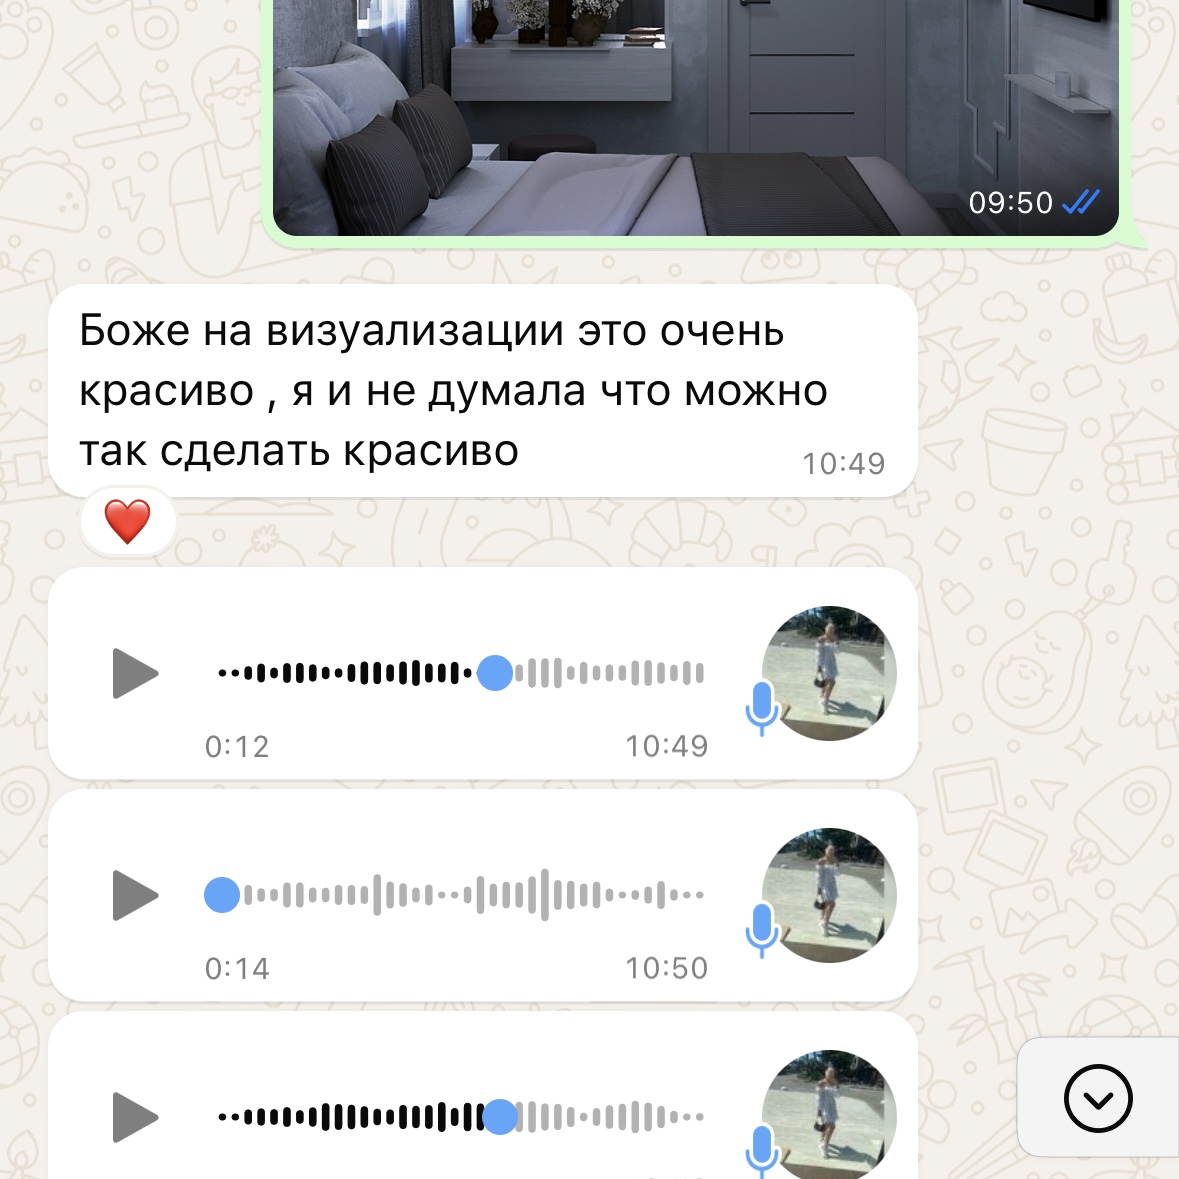 09:50
Боже на визуализации это очень
красиво , я и не думала что можно
так сделать красиво
10:49
0:12
10:49
0:14
10:50